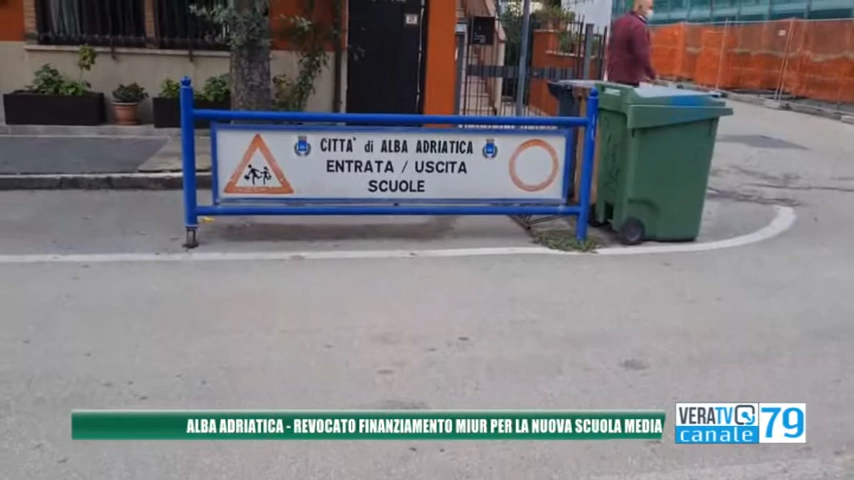 CITTA' di ALBA ADRIATICA
ENTRATA / USCITA
SCUOLE
ALBA ADRIATICA - REVOCATO FINANZIAMENTO MIUR PER LA NUOVA SCUOLA MEDIA
VERATV
canale 79